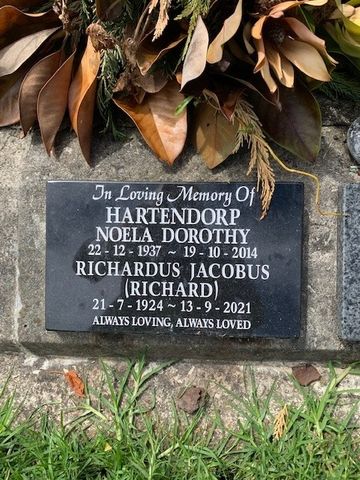 In Loving Memory Of
HARTENDORP
NOELA DOROTHY
22 - 12 - 1937 ~ 19 - 10 - 2014
RICHARDUS JACOBUS
(RICHARD)
21 - 7 - 1924 ~ 13 - 9 - 2021
ALWAYS LOVING, ALWAYS LOVED